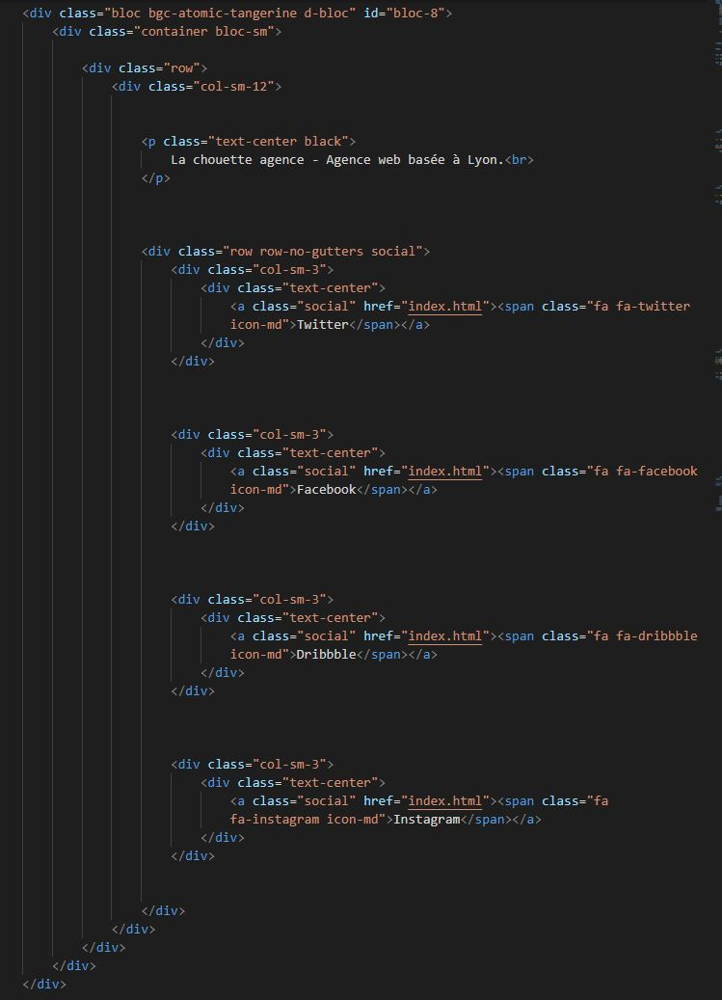 <div class="bloc bgc-atomic-tangerine d-bloc" id="bloc-8">
<div class="container bloc-sm">
<div class="row">
<div class="col-sm-12">
<p class="text-center black">
La chouette agence - Agence web basée à Lyon.<br>
</p>
<div class="row row-no-gutters social">
<div class="col-sm-3">
<div class="text-center">
<a class="social" href="index.html"><span class="fa fa-twitter
icon-md">Twitter</span></a>
</div>
</div>
<div class="col-sm-3">
<div class="text-center">
<a class="social" href="index.html"><span class="fa fa-facebook
icon-md">Facebook</span></a>
</div>
</div>
<div class="col-sm-3">
<div class="text-center">
<a class="social" href="index.html"><span class="fa fa-dribbble
icon-md">Dribbble</span></a>
</div>
</div>
<div class="col-sm-3">
<div class="text-center">
<a class="social" href="index.html"><span class="fa
fa-instagram icon-md">Instagram</span></a>
</div>
</div>
</div>
</div>
</div>
</div>
</div>